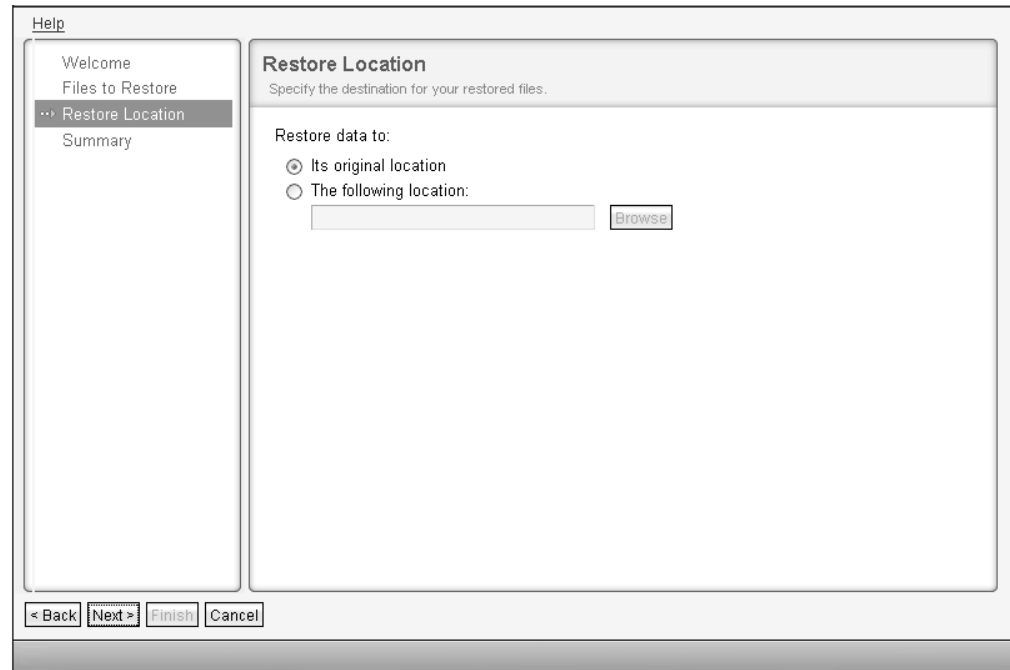 Help
Welcome
Files to Restore
Restore Location
Summary
Restore Location
Specify the destination for your restored files.
Restore data to:
Its original location
The following location:
Browse
< Back Next > Finish Cancel